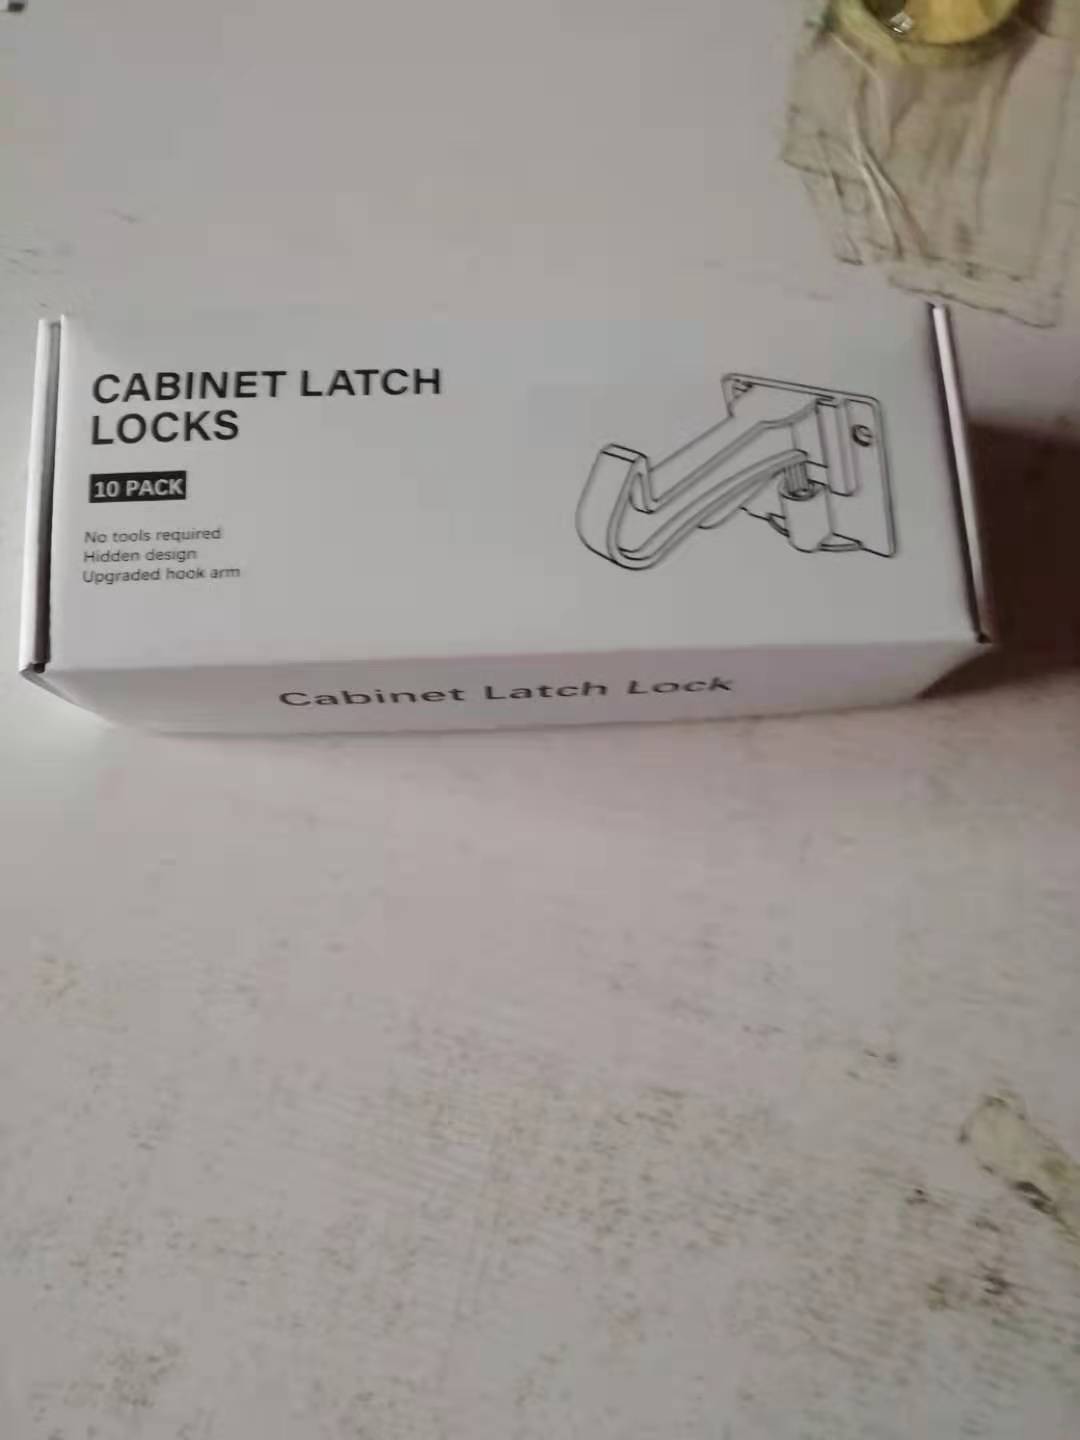 CABINET LATCH
LOCKS
10 PACK
No tools required
Hidden design
Upgraded hook arm
Cabinet Latch Lock